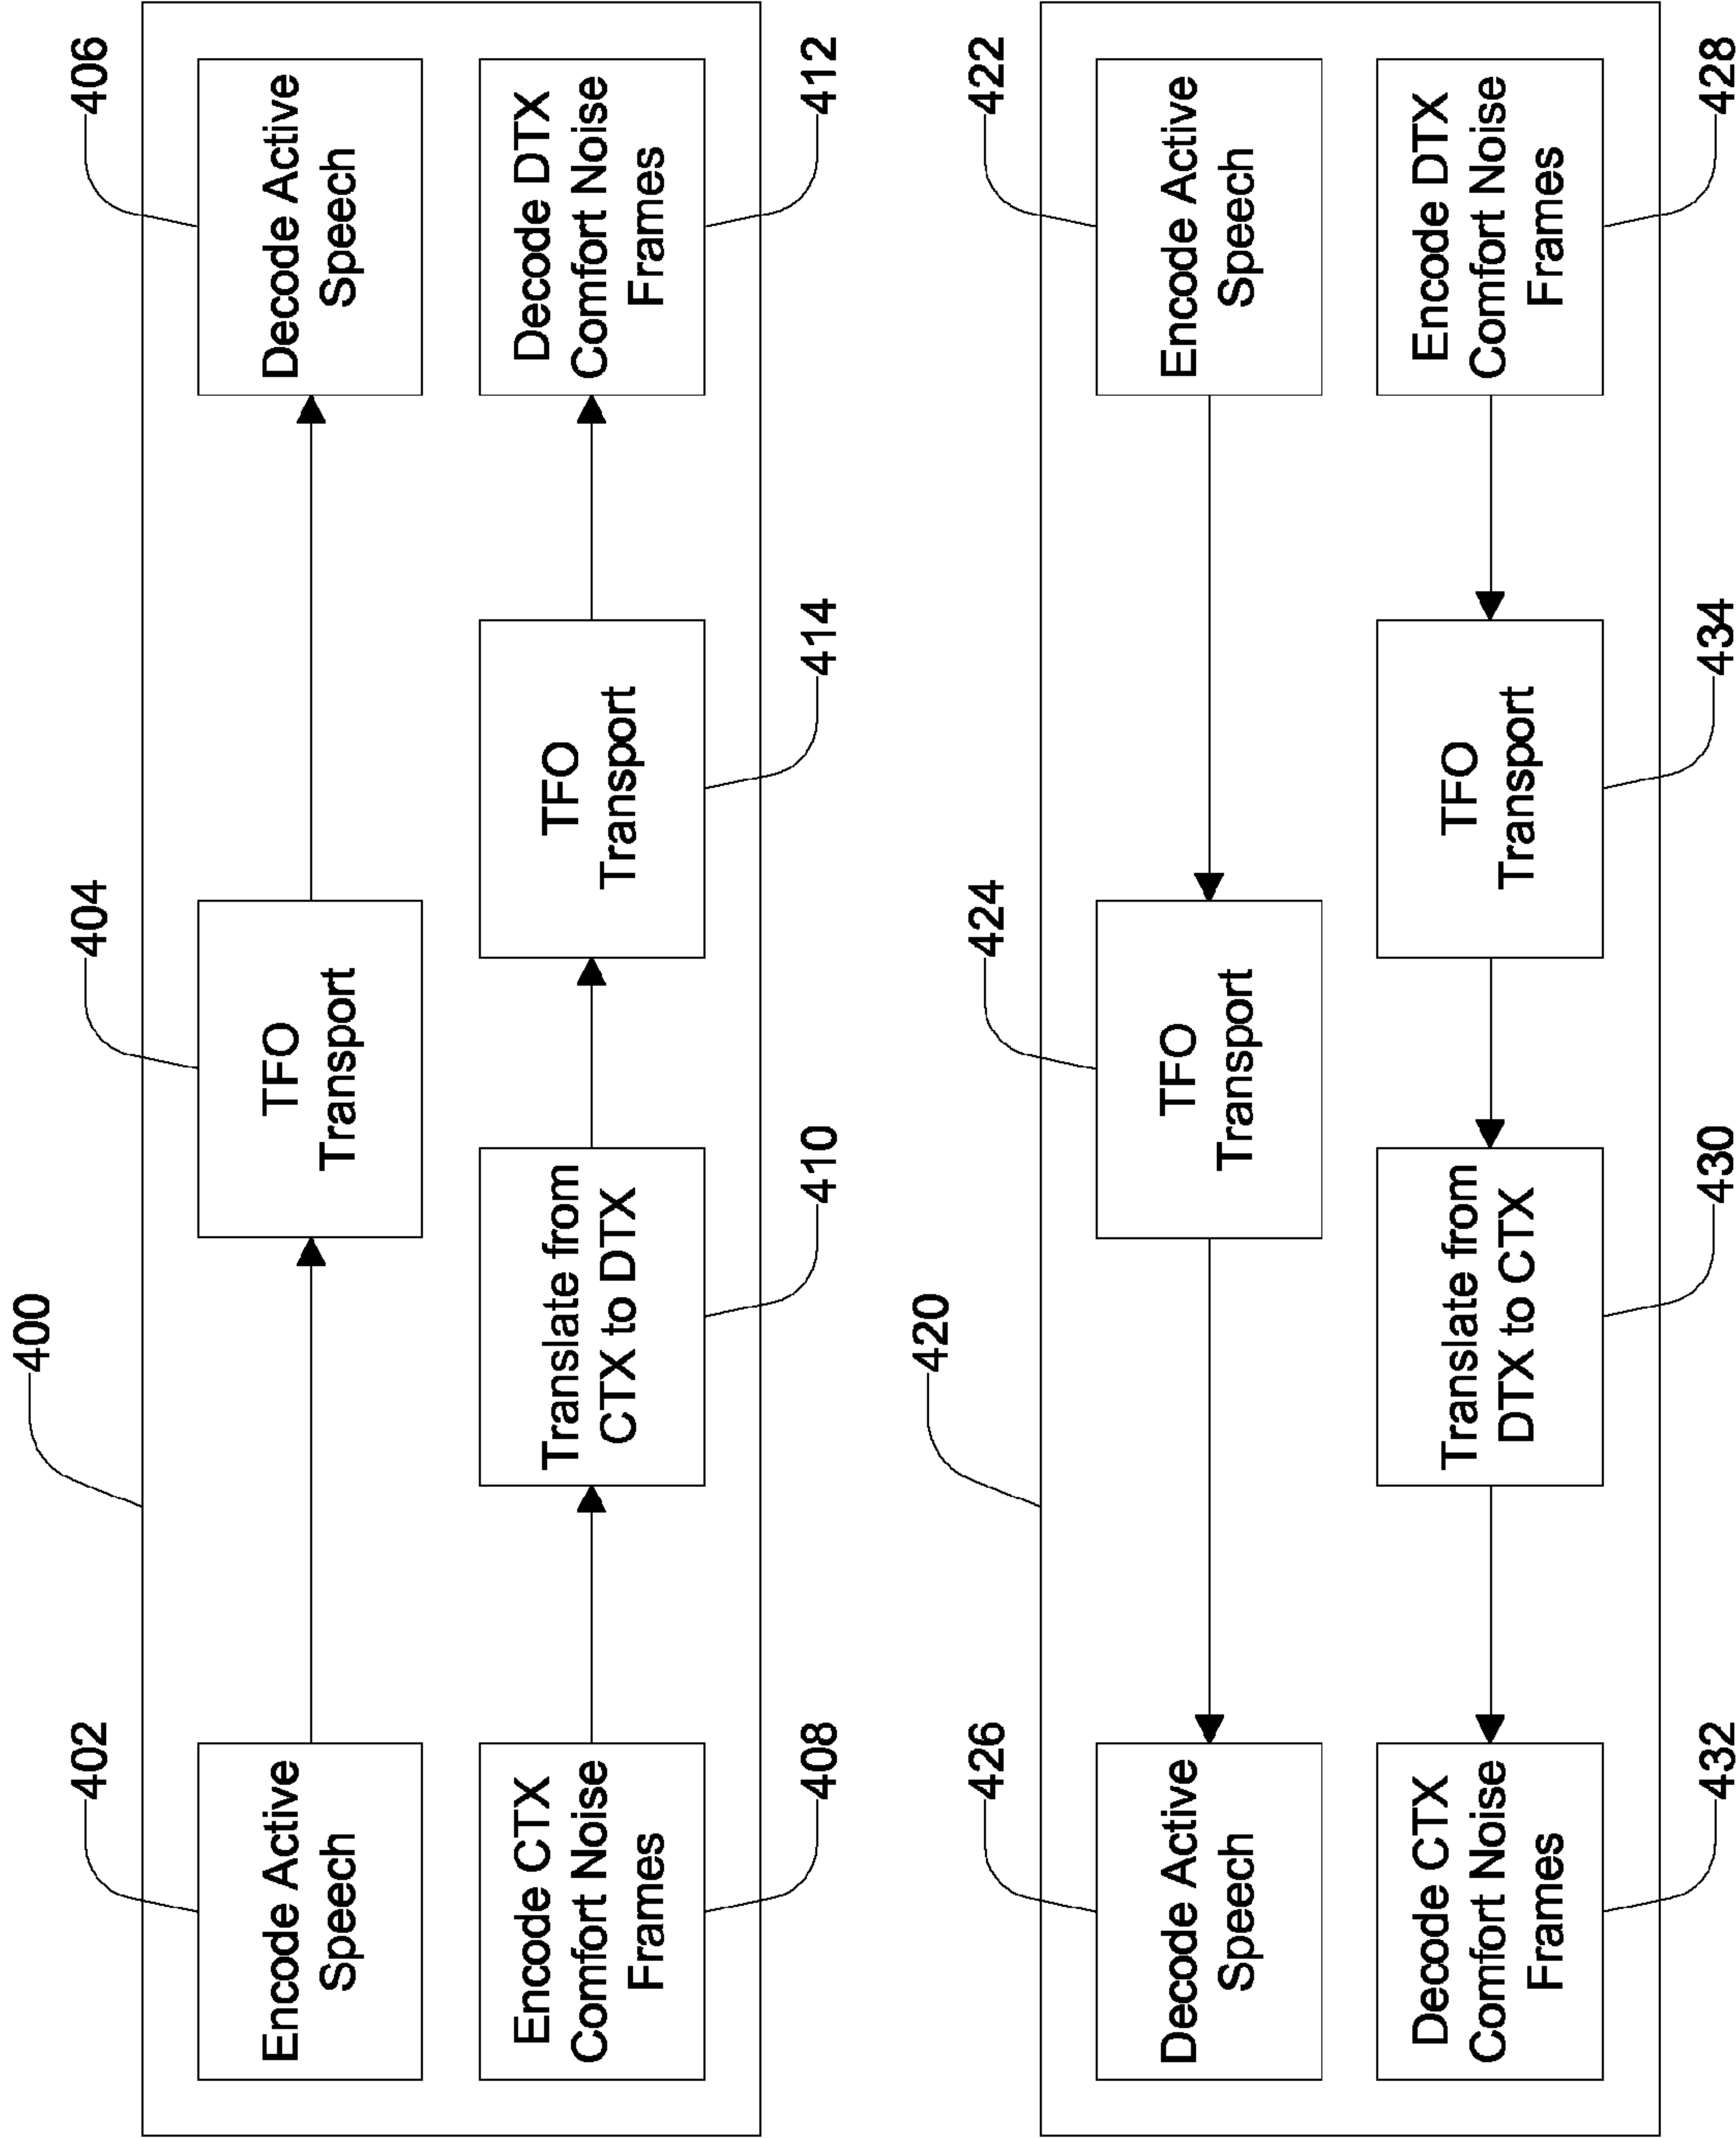 400
402
404
406
Encode Active
Speech
TFO
Transport
Decode Active
Speech
Encode CTX
Comfort Noise
Frames
Translate from
CTX to DTX
TFO
Transport
Decode DTX
Comfort Noise
Frames
408
410
414
412
420
426
424
422
Decode Active
Speech
TFO
Transport
Encode Active
Speech
Decode CTX
Comfort Noise
Frames
Translate from
DTX to CTX
TFO
Transport
Encode DTX
Comfort Noise
Frames
432
430
434
428